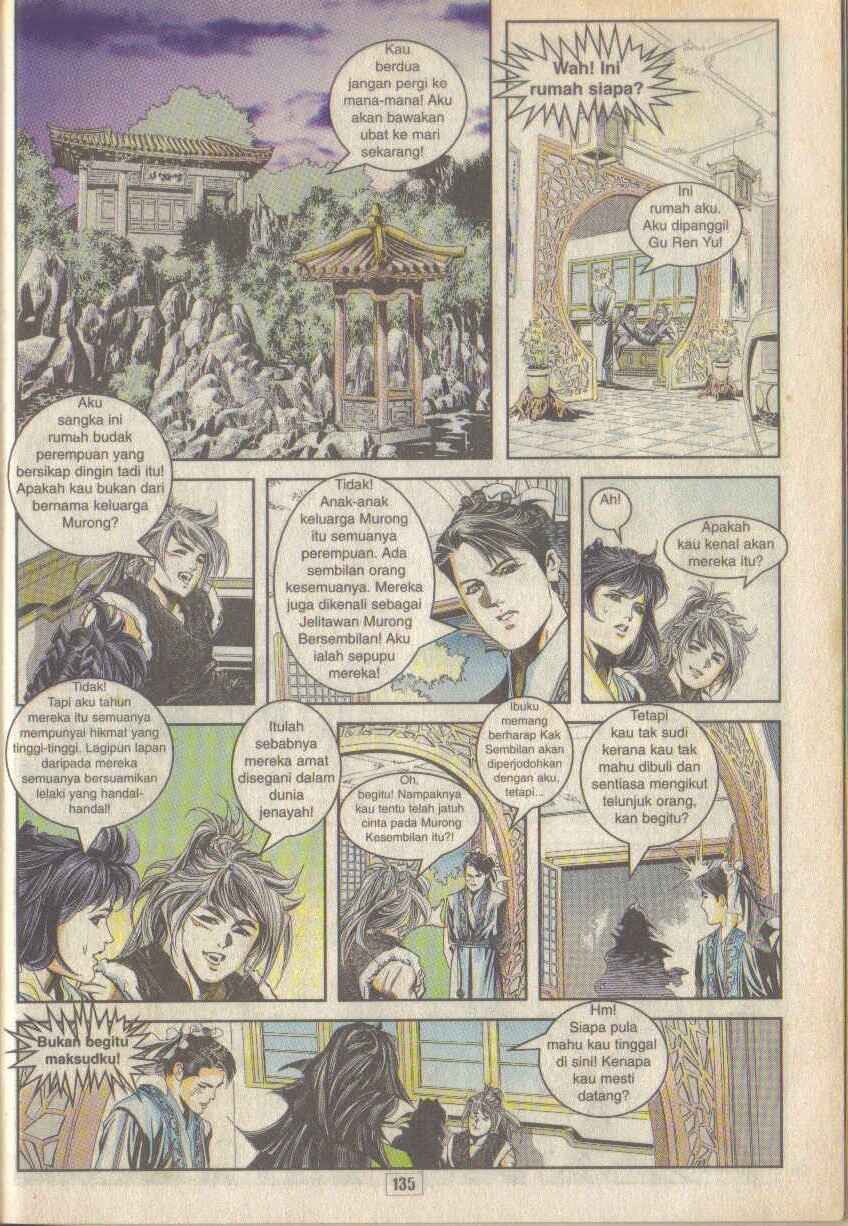 Kau
berdua
jangan pergi ke
mana-mana! Aku
akan bawakan
ubat ke mari
sekarang!
Wah! Ini
rumah siapa?
Ini
rumah aku.
Aku dipanggil
Gu Ren Yu!
Aku
sangka ini
rumah budak
perempuan yang
bersikap dingin tadi itu!
Apakah kau bukan dari
bernama keluarga
Murong?
Tidak!
Anak-anak
keluarga Murong
itu semuanya
perempuan. Ada
sembilan orang
kesemuanya. Mereka
juga dikenali sebagai
Jelitawan Murong
Bersembilan! Aku
ialah sepupu
mereka!
Ah!
Apakah
kau kenal akan
mereka itu?
Tidak!
Tapi aku tahun
mereka itu semuanya
mempunyai hikmat yang
tinggi-tinggi. Lagipun lapan
daripada mereka
semuanya bersuamikan
lelaki yang handal-
handal!
Itulah
sebabnya
mereka amat
disegani dalam
dunia
jenayah!
Oh,
begitu! Nampaknya
kau tentu telah jatuh
cinta pada Murong
Kesembilan itu?!
Ibuku
memang
berharap Kak
Sembilan akan
diperjodohkan
dengan aku,
tetapi...
Tetapi
kau tak sudi
kerana kau tak
mahu dibuli dan
sentiasa mengikut
telunjuk orang,
kan begitu?
Bukan begitu
maksudku!
Hm!
Siapa pula
mahu kau tinggal
di sini! Kenapa
kau mesti
datang?
135